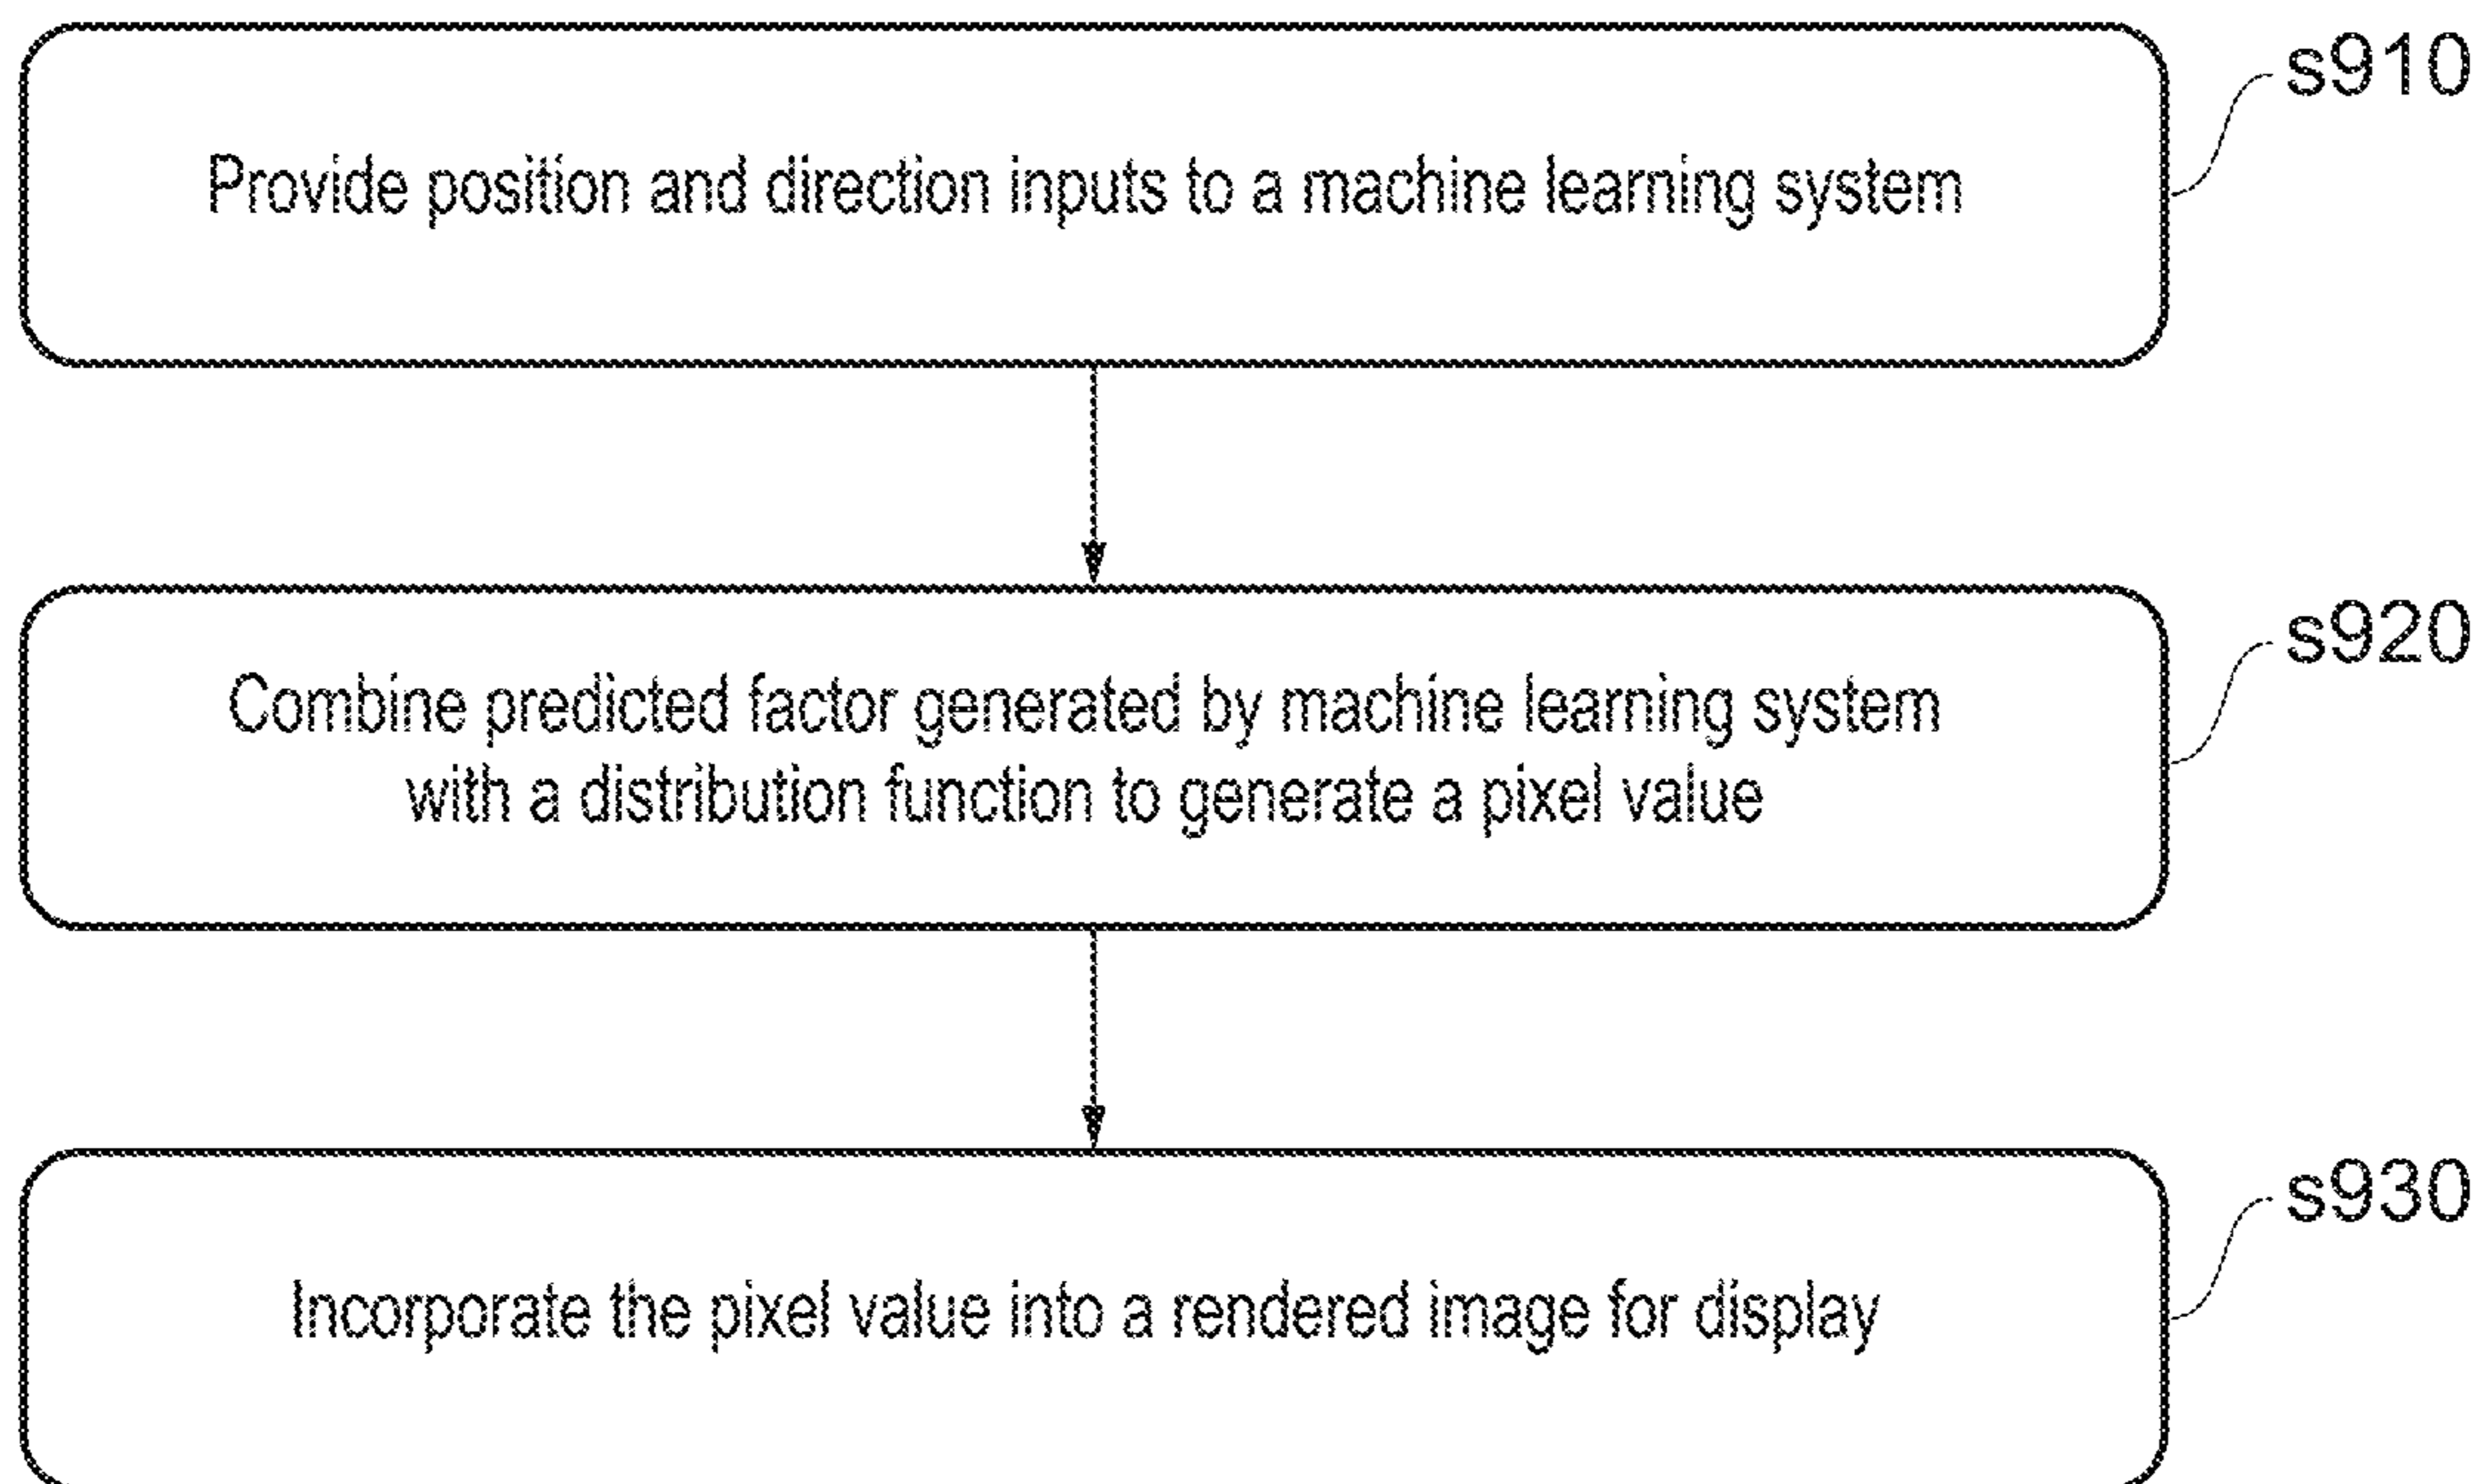 s910
Provide position and direction inputs to a machine learning system
s920
Combine predicted factor generated by machine learning system
with a distribution function to generate a pixel value
s930
Incorporate the pixel value into a rendered image for display